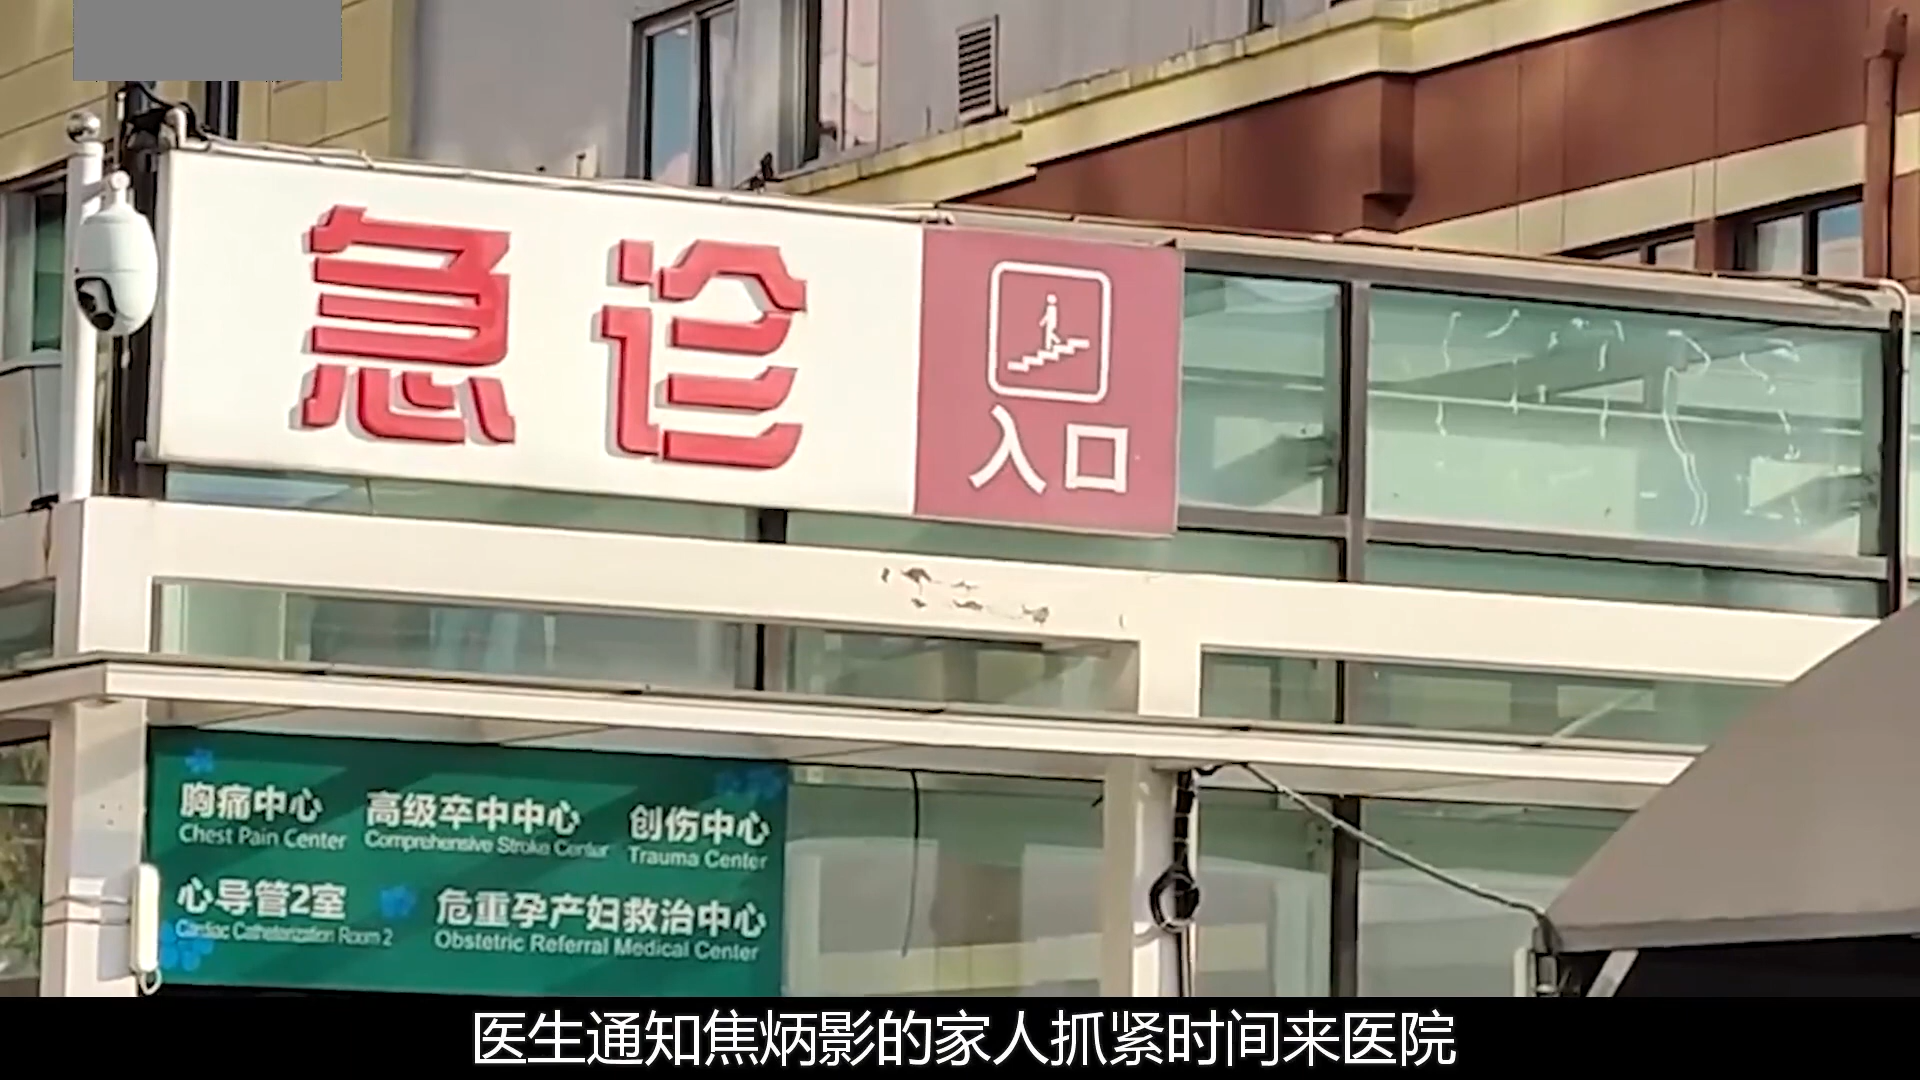 急诊
入口
胸痛中心 高级卒中中心 创伤中心
Chest Pain Center Comprehensive Stroke Center Trauma Center
心导管2室 危重孕产妇救治中心
Cardiac Catheterization Room 2 Obstetric Referral Medical Center
医生通知焦炳影的家人抓紧时间来医院